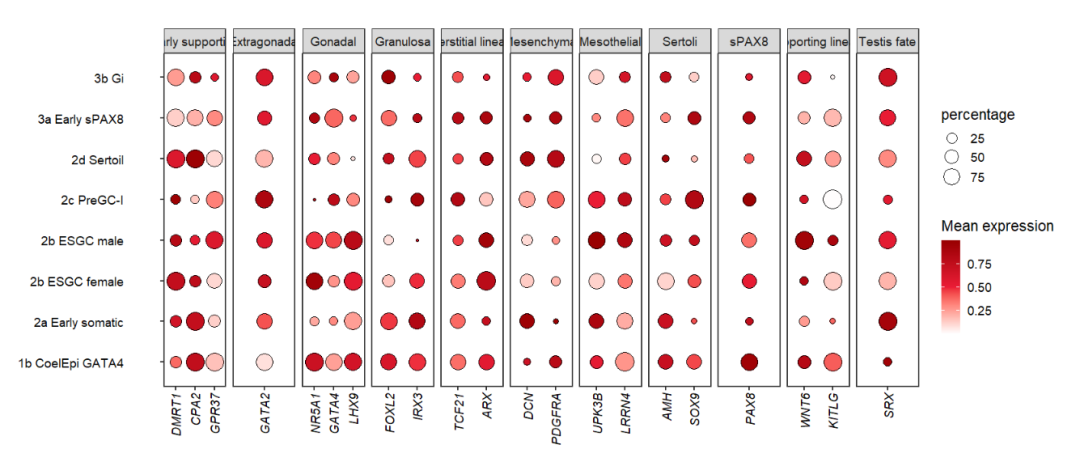 rly supporti Extragonada Gonadal Granulosa erstitial linea Mesenchyma Mesothelial Sertoli sPAX8 pporting line Testis fate
3b Gi
3a Early sPAX8
2d Sertoil
2c PreGC-I
2b ESGC male
2b ESGC female
2a Early somatic
1b CoelEpi GATA4
DMRT1 CPA2 GPR37 GATA2 NR5A1 GATA4 LHX9 FOXL2 IRX3 TCF21 ARX DCN PDGFRA UPK3B LRRN4 AMH SOX9 PAX8 WNT6 KITLG SRX
percentage
25
50
75
Mean expression
0.75
0.50
0.25